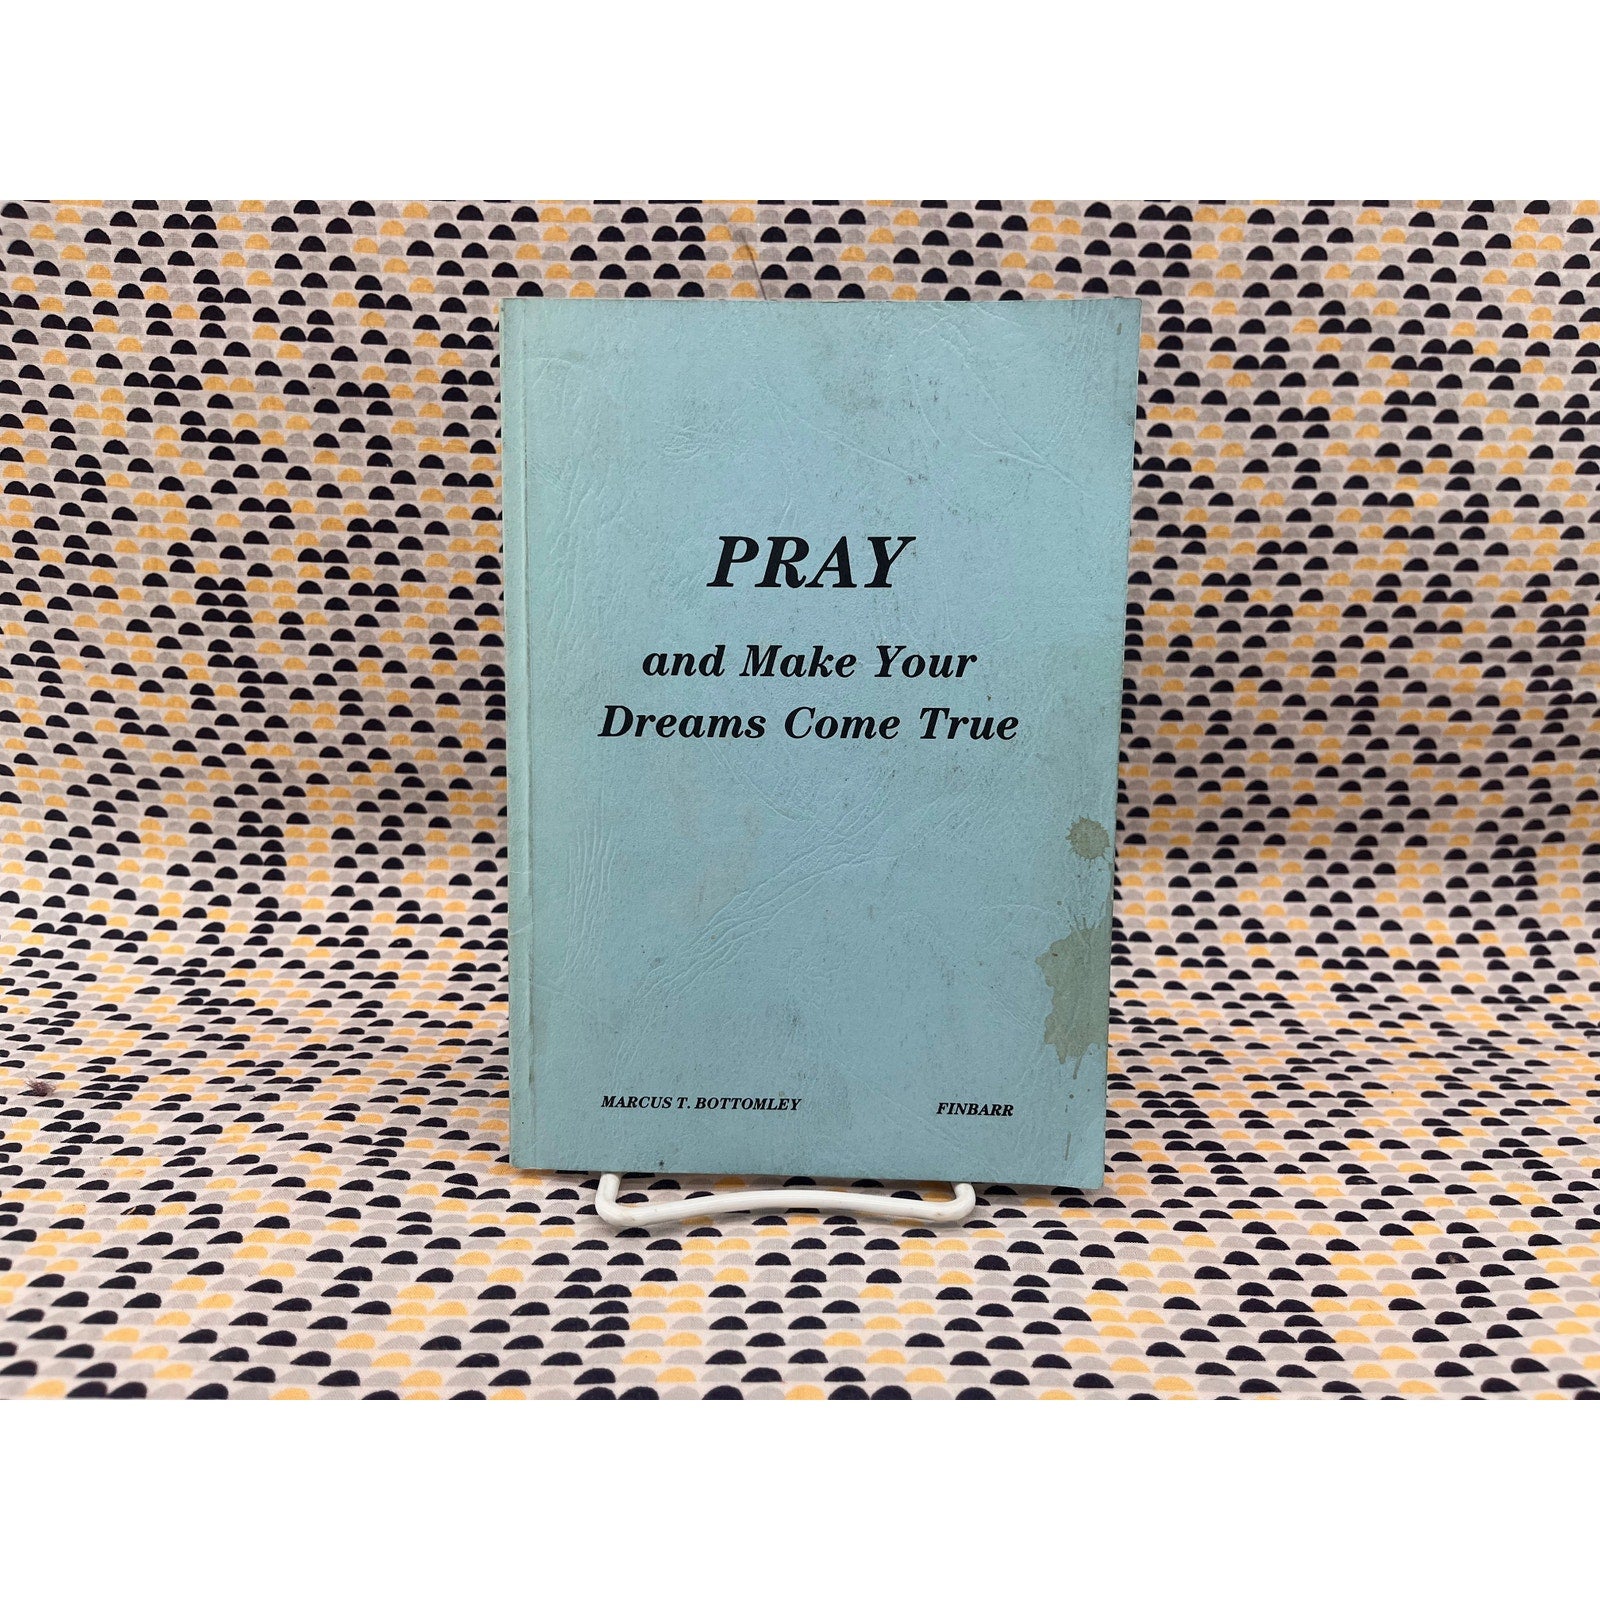 PRAY
and Make Your
Dreams Come True
MARCUS T. BOTTOMLEY FINBARR